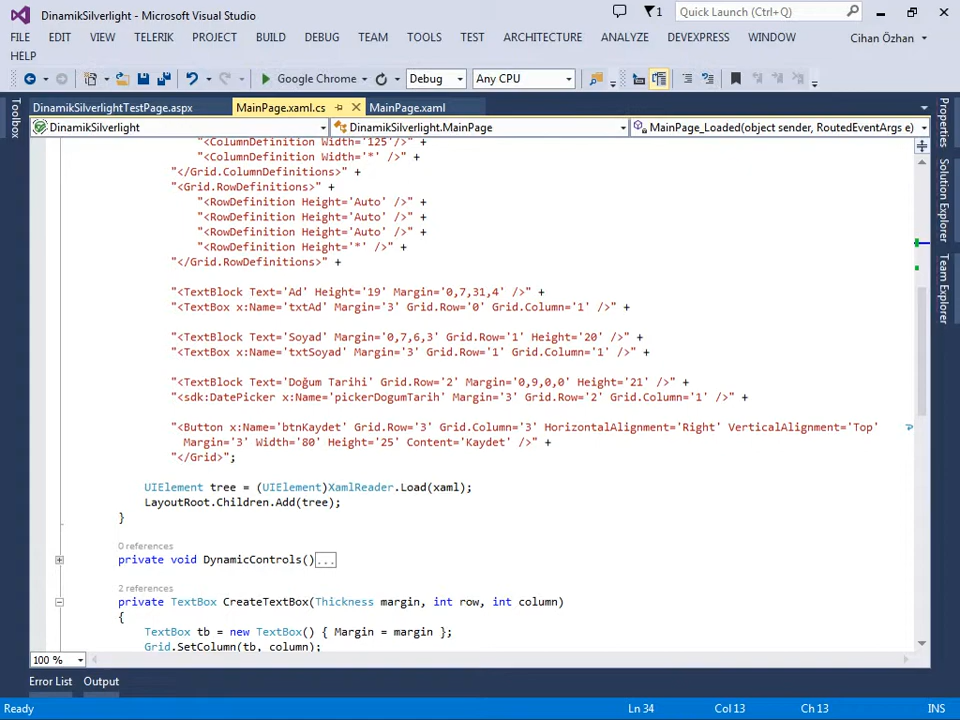 DinamikSilverlight - Microsoft Visual Studio
1
Quick Launch (Ctrl+Q)
FILE EDIT VIEW TELERIK PROJECT BUILD DEBUG TEAM TOOLS TEST ARCHITECTURE ANALYZE DEVEXPRESS WINDOW
Cihan Özhan
HELP
Google Chrome
Debug
Any CPU
Toolbox
DinamikSilverlightTestPage.aspx
MainPage.xaml.cs
MainPage.xaml
DinamikSilverlight
DinamikSilverlight.MainPage
MainPage_Loaded(object sender, RoutedEventArgs e)
"<ColumnDefinition Width='125'/>" +
"<ColumnDefinition Width='*' />" +
"</Grid.ColumnDefinitions>" +
"<Grid.RowDefinitions>" +
"<RowDefinition Height='Auto' />" +
"<RowDefinition Height='Auto' />" +
"<RowDefinition Height='Auto' />" +
"<RowDefinition Height='*' />" +
"</Grid.RowDefinitions>" +
"<TextBlock Text='Ad' Height='19' Margin='0,7,31,4' />" +
"<TextBox x:Name='txtAd' Margin='3' Grid.Row='0' Grid.Column='1' />" +
"<TextBlock Text='Soyad' Margin='0,7,6,3' Grid.Row='1' Height='20' />" +
"<TextBox x:Name='txtSoyad' Margin='3' Grid.Row='1' Grid.Column='1' />" +
"<TextBlock Text='Doğum Tarihi' Grid.Row='2' Margin='0,9,0,0' Height='21' />" +
"<sdk:DatePicker x:Name='pickerDogumTarih' Margin='3' Grid.Row='2' Grid.Column='1' />" +
"<Button x:Name='btnKaydet' Grid.Row='3' Grid.Column='3' HorizontalAlignment='Right' VerticalAlignment='Top'
Margin='3' Width='80' Height='25' Content='Kaydet' />" +
"</Grid>";
UIElement tree = (UIElement)XamlReader.Load(xaml);
LayoutRoot.Children.Add(tree);
}
0 references
private void DynamicControls()...
2 references
private TextBox CreateTextBox(Thickness margin, int row, int column)
{
TextBox tb = new TextBox() { Margin = margin };
Grid.SetColumn(tb, column);
Properties
Solution Explorer
Team Explorer
100 %
Error List Output
Ready
Ln 34
Col 13
Ch 13
INS